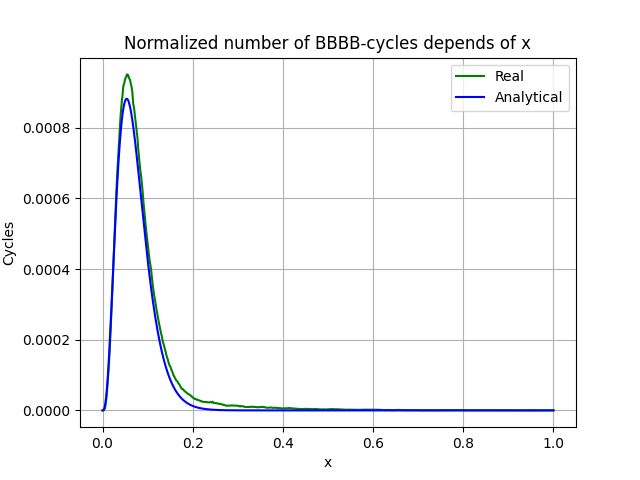 Normalized number of BBBB-cycles depends of x
Real
Analytical
Cycles
0.0008
0.0006
0.0004
0.0002
0.0000
0.0 0.2 0.4 0.6 0.8 1.0
x